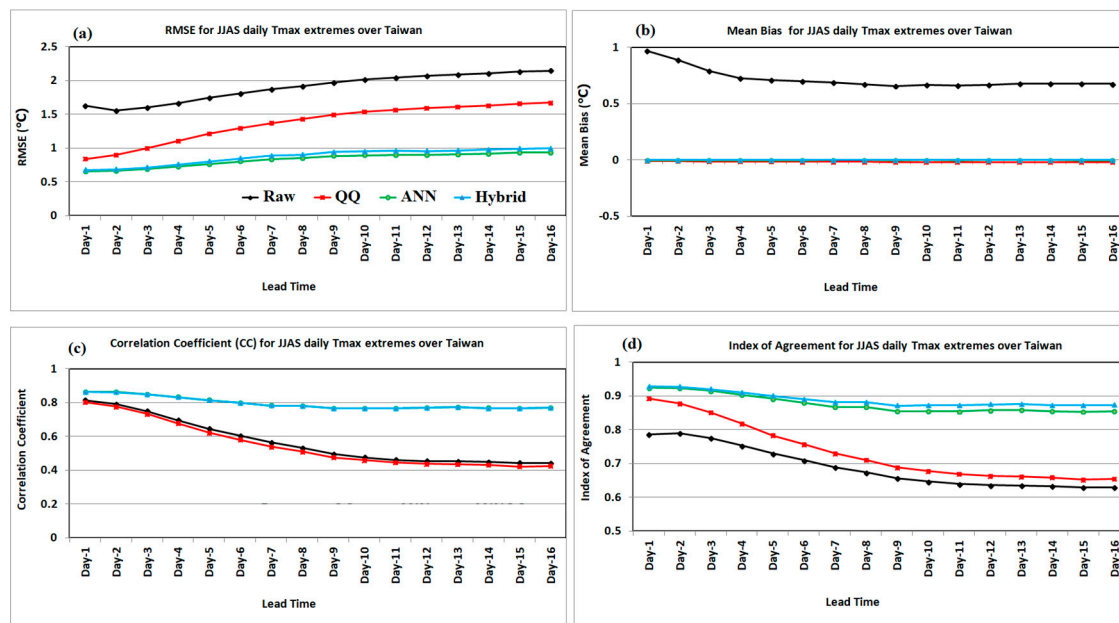 (a)
RMSE for JJAS daily Tmax extremes over Taiwan
2.5
2
1.5
1
0.5
0
RMSE (°C)
Raw QQ ANN Hybrid
Day-1 Day-2 Day-3 Day-4 Day-5 Day-6 Day-7 Day-8 Day-9 Day-10 Day-11 Day-12 Day-13 Day-14 Day-15 Day-16
Lead Time
(b)
Mean Bias for JJAS daily Tmax extremes over Taiwan
1
0.5
0
-0.5
Mean Bias (°C)
Day-1 Day-2 Day-3 Day-4 Day-5 Day-6 Day-7 Day-8 Day-9 Day-10 Day-11 Day-12 Day-13 Day-14 Day-15 Day-16
Lead Time
(c)
Correlation Coefficient (CC) for JJAS daily Tmax extremes over Taiwan
1
0.8
0.6
0.4
0.2
0
Correlation Coefficient
Day-1 Day-2 Day-3 Day-4 Day-5 Day-6 Day-7 Day-8 Day-9 Day-10 Day-11 Day-12 Day-13 Day-14 Day-15 Day-16
Lead Time
(d)
Index of Agreement for JJAS daily Tmax extremes over Taiwan
1
0.9
0.8
0.7
0.6
0.5
Index of Agreement
Day-1 Day-2 Day-3 Day-4 Day-5 Day-6 Day-7 Day-8 Day-9 Day-10 Day-11 Day-12 Day-13 Day-14 Day-15 Day-16
Lead Time